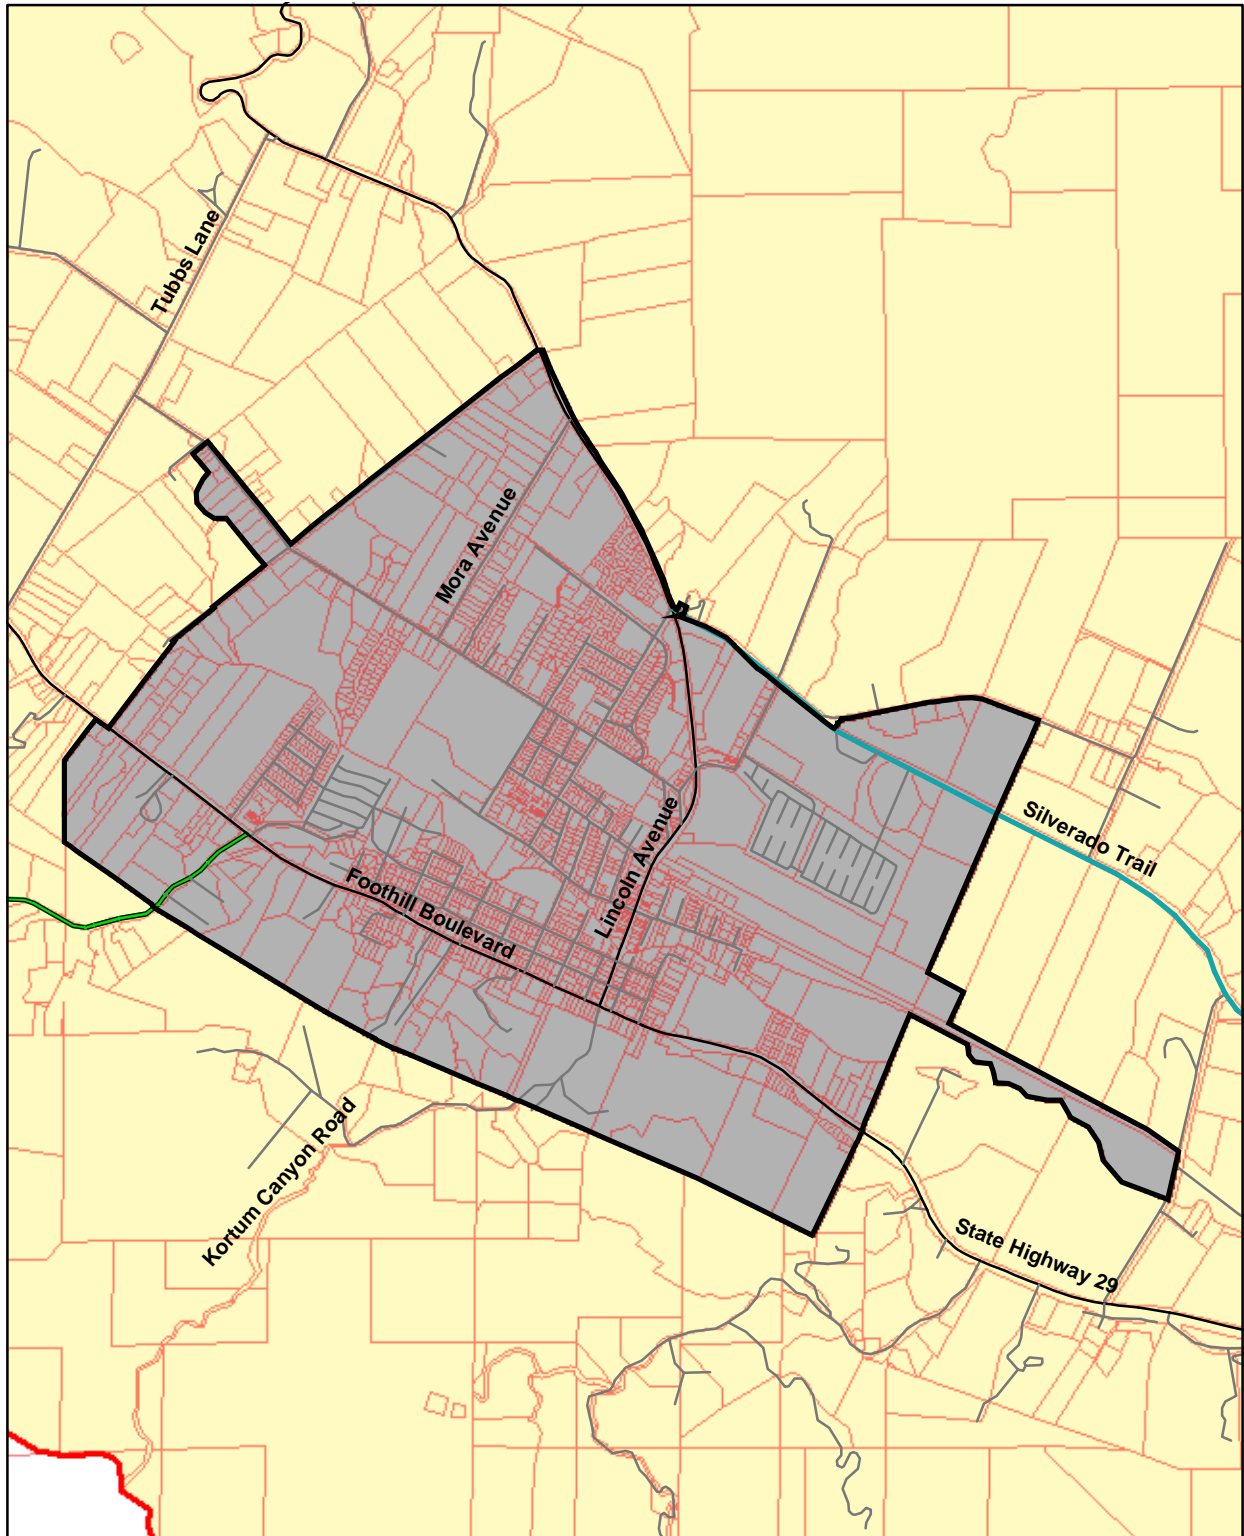 Tubbs Lane
Mora Avenue
Silverado Trail
Lincoln Avenue
Foothill Boulevard
Kortum Canyon Road
State Highway 29